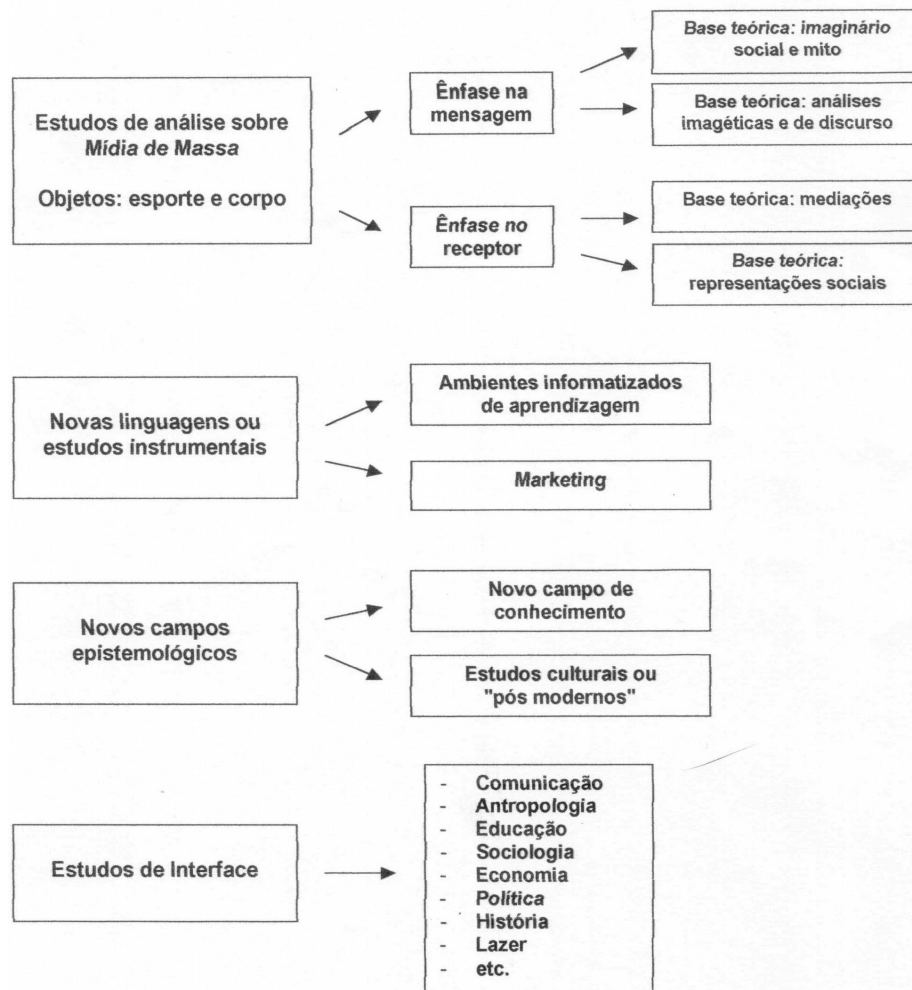 Estudos de análise sobre
Mídia de Massa
Objetos: esporte e corpo
Ênfase na
mensagem
Base teórica: imaginário
social e mito
Base teórica: análises
imagéticas e de discurso
Ênfase no
receptor
Base teórica: mediações
Base teórica:
representações sociais
Novas linguagens ou
estudos instrumentais
Ambientes informatizados
de aprendizagem
Marketing
Novos campos
epistemológicos
Novo campo de
conhecimento
Estudos culturais ou
"pós modernos"
Estudos de Interface
- Comunicação
- Antropologia
- Educação
- Sociologia
- Economia
- Política
- História
- Lazer
- etc.